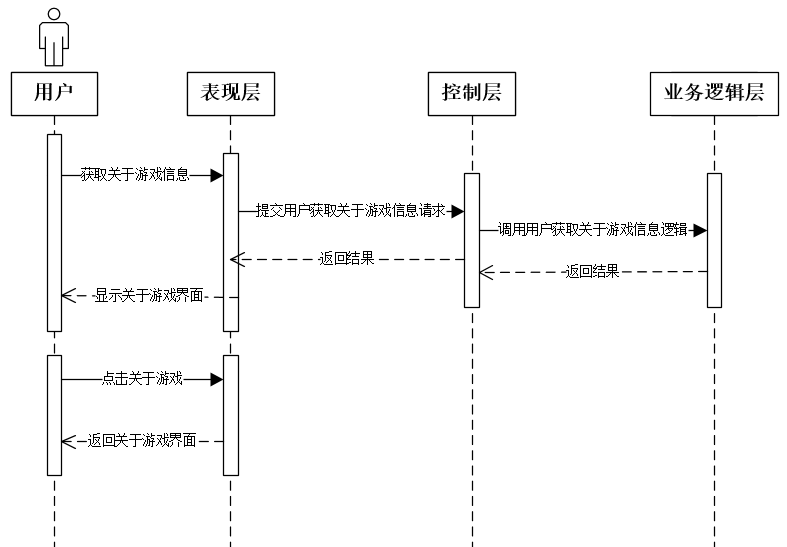 用户
表现层
控制层
业务逻辑层
获取关于游戏信息
提交用户获取关于游戏信息请求
调用用户获取关于游戏信息逻辑
返回结果
返回结果
显示关于游戏界面
点击关于游戏
返回关于游戏界面